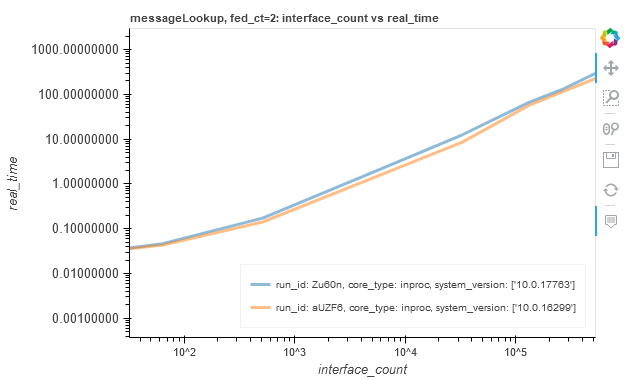 messageLookup, fed_ct=2: interface_count vs real_time
1000.00000000
100.00000000
10.00000000
1.00000000
0.10000000
0.01000000
0.00100000
real_time
run_id: Zu60n, core_type: inproc, system_version: ['10.0.17763']
run_id: aUZF6, core_type: inproc, system_version: ['10.0.16299']
10^2
10^3
10^4
10^5
interface_count